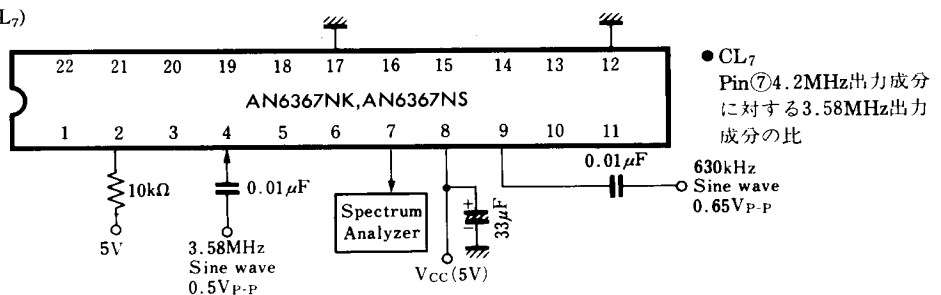 L₇)
22 21 20 19 18 17 16 15 14 13 12
AN6367NK,AN6367NS
1 2 3 4 5 6 7 8 9 10 11
10kΩ
5V
0.01μF
3.58MHz
Sine wave
0.5VP-P
Spectrum
Analyzer
+
−
33μF
VCC(5V)
0.01μF
630kHz
Sine wave
0.65VP-P
● CL₇
Pin⑦4.2MHz出力成分
に対する3.58MHz出力
成分の比